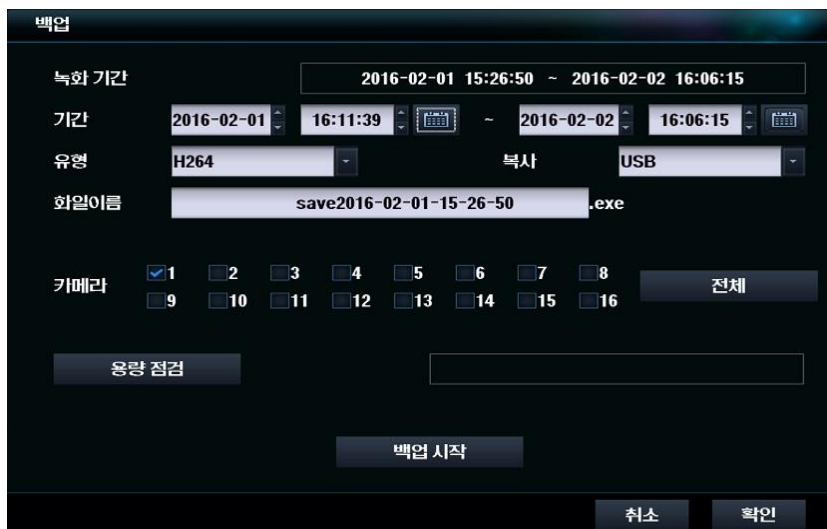 백업
녹화 기간 2016-02-01 15:26:50 ~ 2016-02-02 16:06:15
기간 2016-02-01 16:11:39 ~ 2016-02-02 16:06:15
유형 H264 복사 USB
화일이름 save2016-02-01-15-26-50 .exe
카메라 1 2 3 4 5 6 7 8 전체
9 10 11 12 13 14 15 16
용량 점검
백업 시작
취소 확인